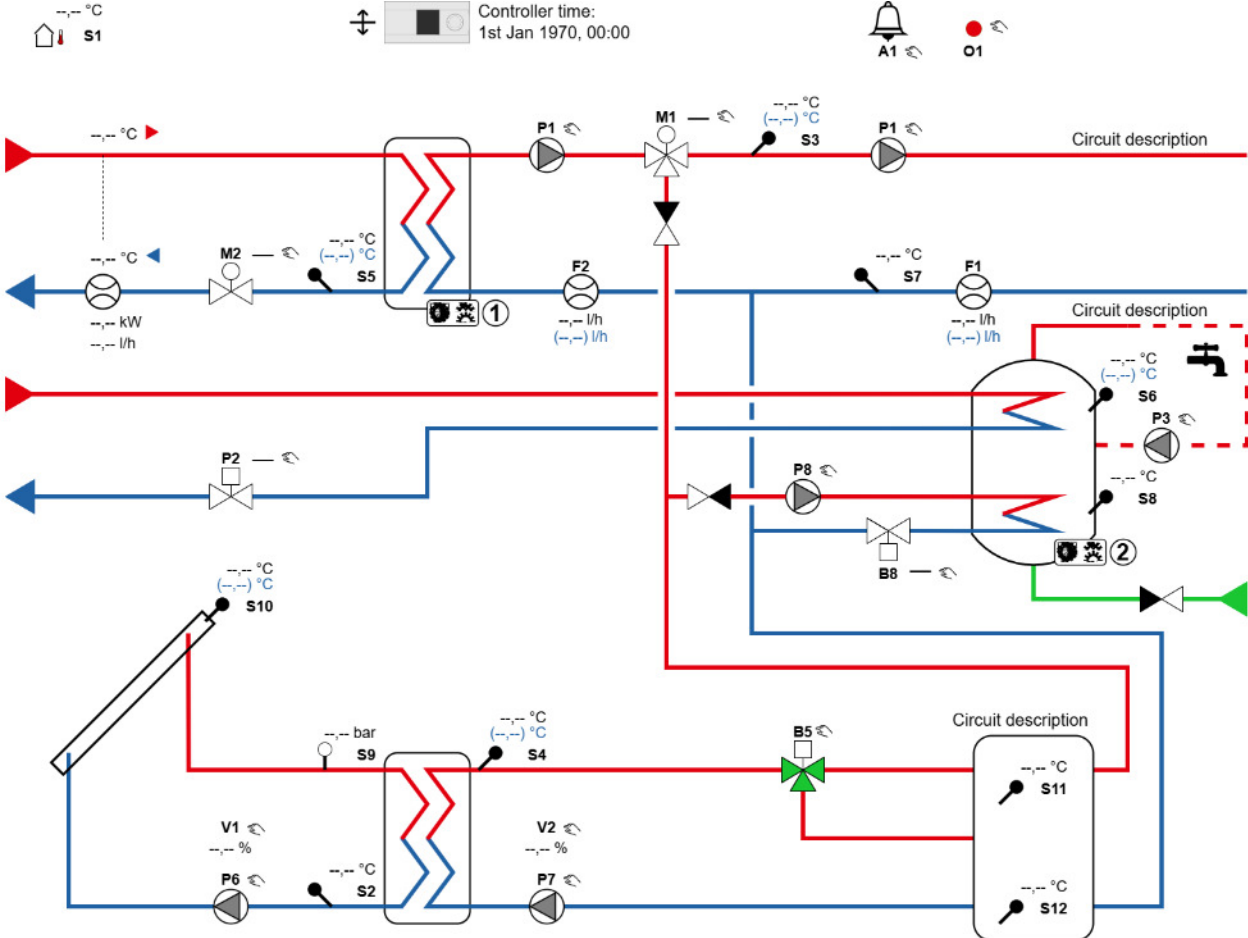 --,-- °C
S1
Controller time:
1st Jan 1970, 00:00
A1
O1
--,-- °C
P1
M1 —
--,-- °C
(--,--) °C
S3
P1
Circuit description
--,-- °C
M2 —
--,-- °C
(--,--) °C
S5
F2
--,-- °C
S7
F1
--,-- kW
--,-- l/h
1
--,-- l/h
(--,--) l/h
--,-- l/h
(--,--) l/h
Circuit description
--,-- °C
(--,--) °C
S6
P3
P2 —
P8
--,-- °C
S8
2
B8 —
--,-- °C
(--,--) °C
S10
--,-- bar
S9
--,-- °C
(--,--) °C
S4
B5
Circuit description
--,-- °C
S11
V1
--,-- %
P6
--,-- °C
S2
V2
--,-- %
P7
--,-- °C
S12